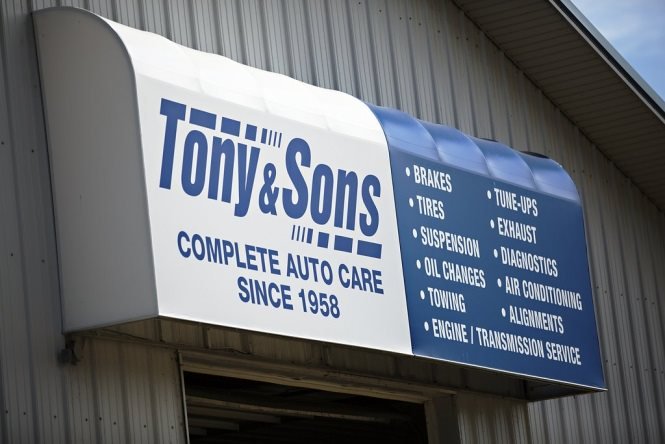 Tony & Sons
COMPLETE AUTO CARE
SINCE 1958
• BRAKES
• TIRES
• SUSPENSION
• OIL CHANGES
• TOWING
• ENGINE / TRANSMISSION SERVICE
• TUNE-UPS
• EXHAUST
• DIAGNOSTICS
• AIR CONDITIONING
• ALIGNMENTS